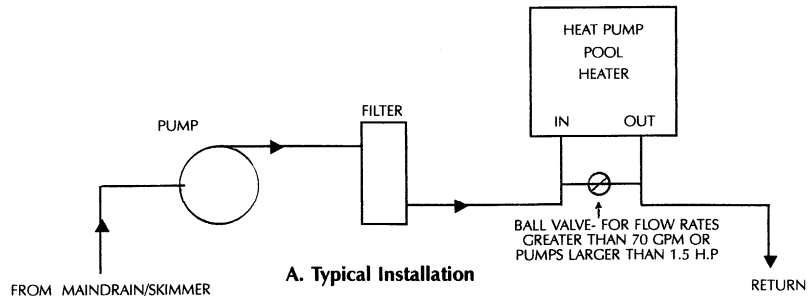 HEAT PUMP
POOL
HEATER
IN OUT
FILTER
PUMP
BALL VALVE- FOR FLOW RATES
GREATER THAN 70 GPM OR
PUMPS LARGER THAN 1.5 H.P
A. Typical Installation
FROM MAINDRAIN/SKIMMER
RETURN